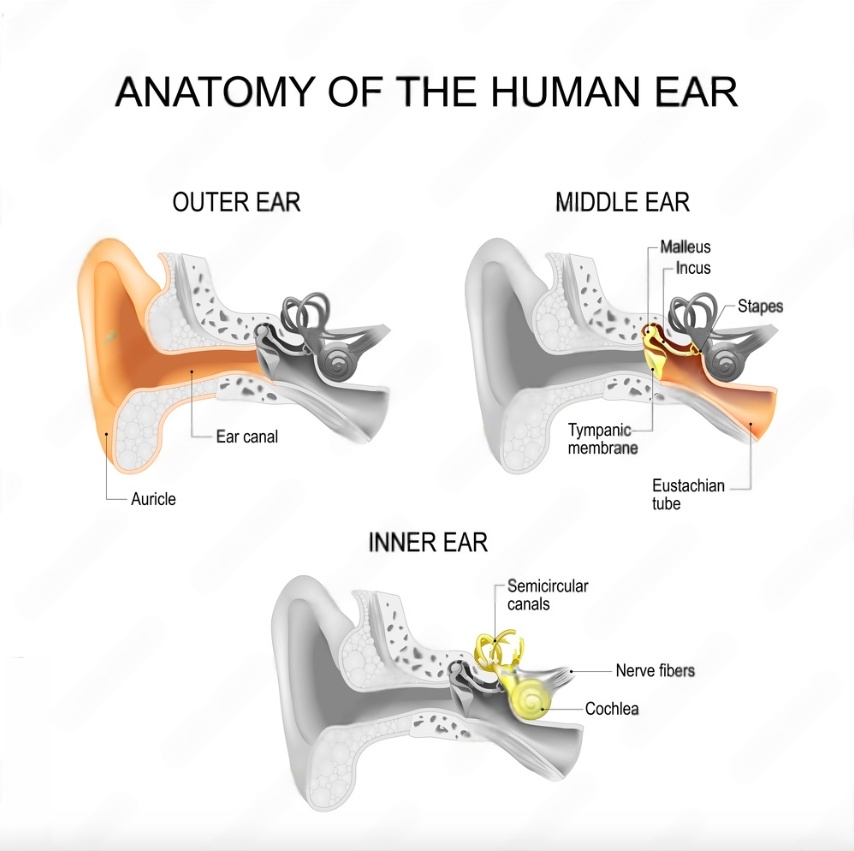 ANATOMY OF THE HUMAN EAR
OUTER EAR
Ear canal
Auricle
MIDDLE EAR
Malleus
Incus
Stapes
Tympanic
membrane
Eustachian
tube
INNER EAR
Semicircular
canals
Nerve fibers
Cochlea